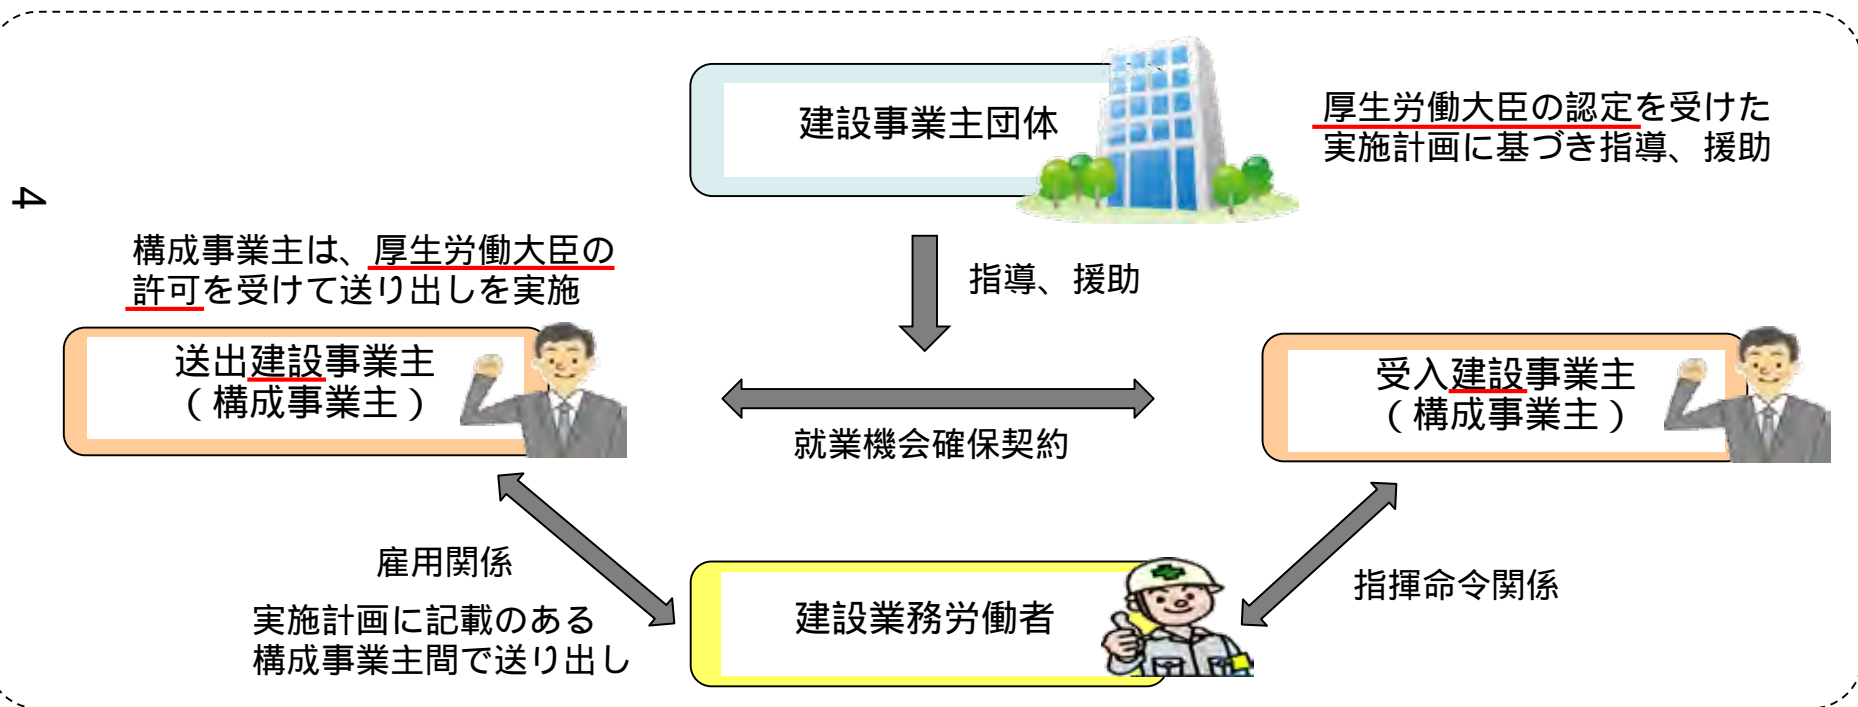 建設事業主団体
厚生労働大臣の認定を受けた
実施計画に基づき指導、援助
4
構成事業主は、厚生労働大臣の
許可を受けて送り出しを実施
指導、援助
送出建設事業主
(構成事業主)
受入建設事業主
(構成事業主)
就業機会確保契約
雇用関係
実施計画に記載のある
構成事業主間で送り出し
建設業務労働者
指揮命令関係